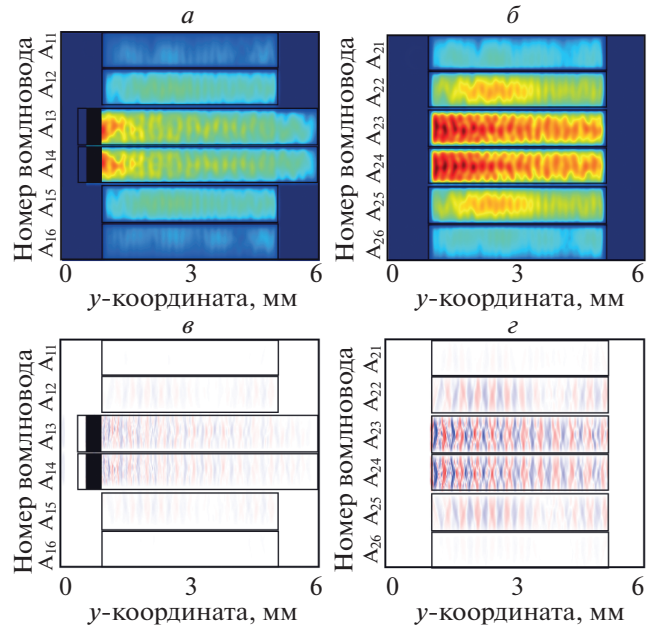 а
б
Номер вомлновода
A11
A12
A13
A14
A15
A16
Номер вомлновода
A21
A22
A23
A24
A25
A26
0 3 6
y-координата, мм
0 3 6
y-координата, мм
в
г
Номер вомлновода
A11
A12
A13
A14
A15
A16
Номер вомлновода
A21
A22
A23
A24
A25
A26
0 3 6
y-координата, мм
0 3 6
y-координата, мм